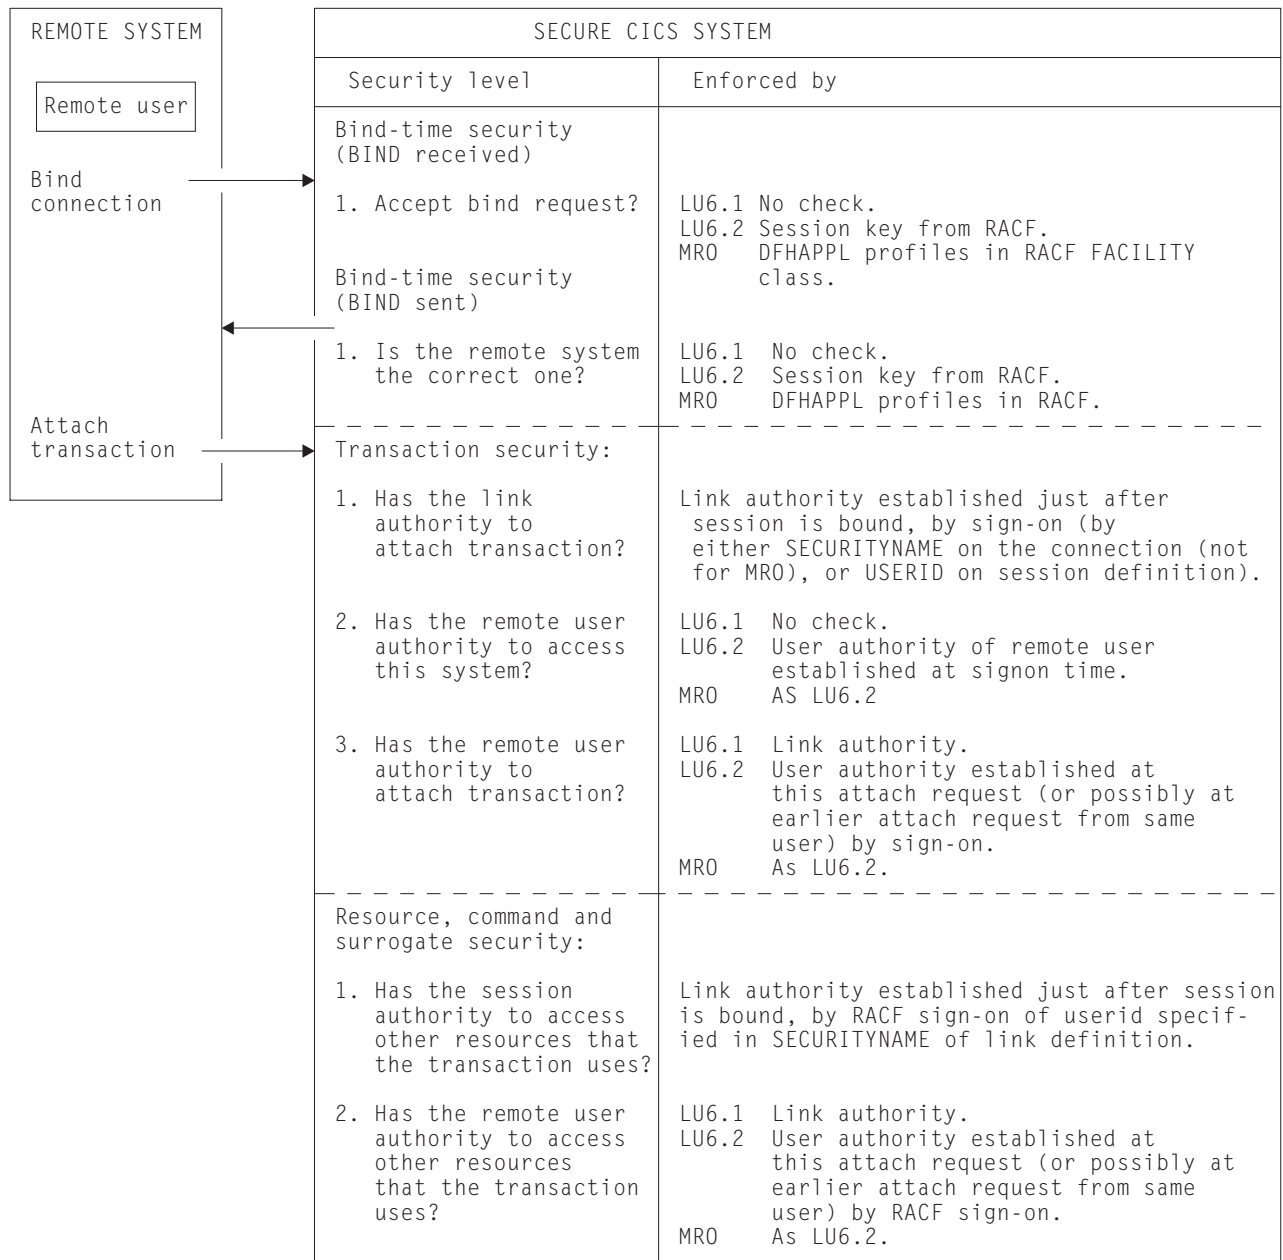 REMOTE SYSTEM
Remote user
Bind
connection
Attach
transaction
SECURE CICS SYSTEM
Security level
Enforced by
Bind-time security
(BIND received)
1. Accept bind request?
LU6.1 No check.
LU6.2 Session key from RACF.
MRO DFHAPPL profiles in RACF FACILITY
class.
Bind-time security
(BIND sent)
1. Is the remote system
the correct one?
LU6.1 No check.
LU6.2 Session key from RACF.
MRO DFHAPPL profiles in RACF.
Transaction security:
1. Has the link
authority to
attach transaction?
Link authority established just after
session is bound, by sign-on (by
either SECURITYNAME on the connection (not
for MRO), or USERID on session definition).
2. Has the remote user
authority to access
this system?
LU6.1 No check.
LU6.2 User authority of remote user
established at signon time.
MRO AS LU6.2
3. Has the remote user
authority to
attach transaction?
LU6.1 Link authority.
LU6.2 User authority established at
this attach request (or possibly at
earlier attach request from same
user) by sign-on.
MRO As LU6.2.
Resource, command and
surrogate security:
1. Has the session
authority to access
other resources that
the transaction uses?
Link authority established just after session
is bound, by RACF sign-on of userid specif-
ied in SECURITYNAME of link definition.
2. Has the remote user
authority to access
other resources
that the transaction
uses?
LU6.1 Link authority.
LU6.2 User authority established at
this attach request (or possibly at
earlier attach request from same
user) by RACF sign-on.
MRO As LU6.2.